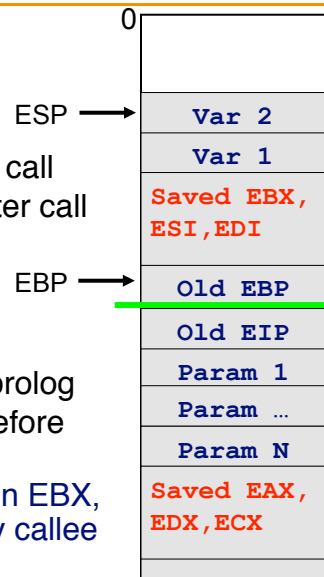 0
ESP
Var 2
Var 1
call
ter call
Saved EBX,
ESI,EDI
EBP
Old EBP
Old EIP
Param 1
prolog
Param …
efore
Param N
n EBX,
Saved EAX,
y callee
EDX,ECX